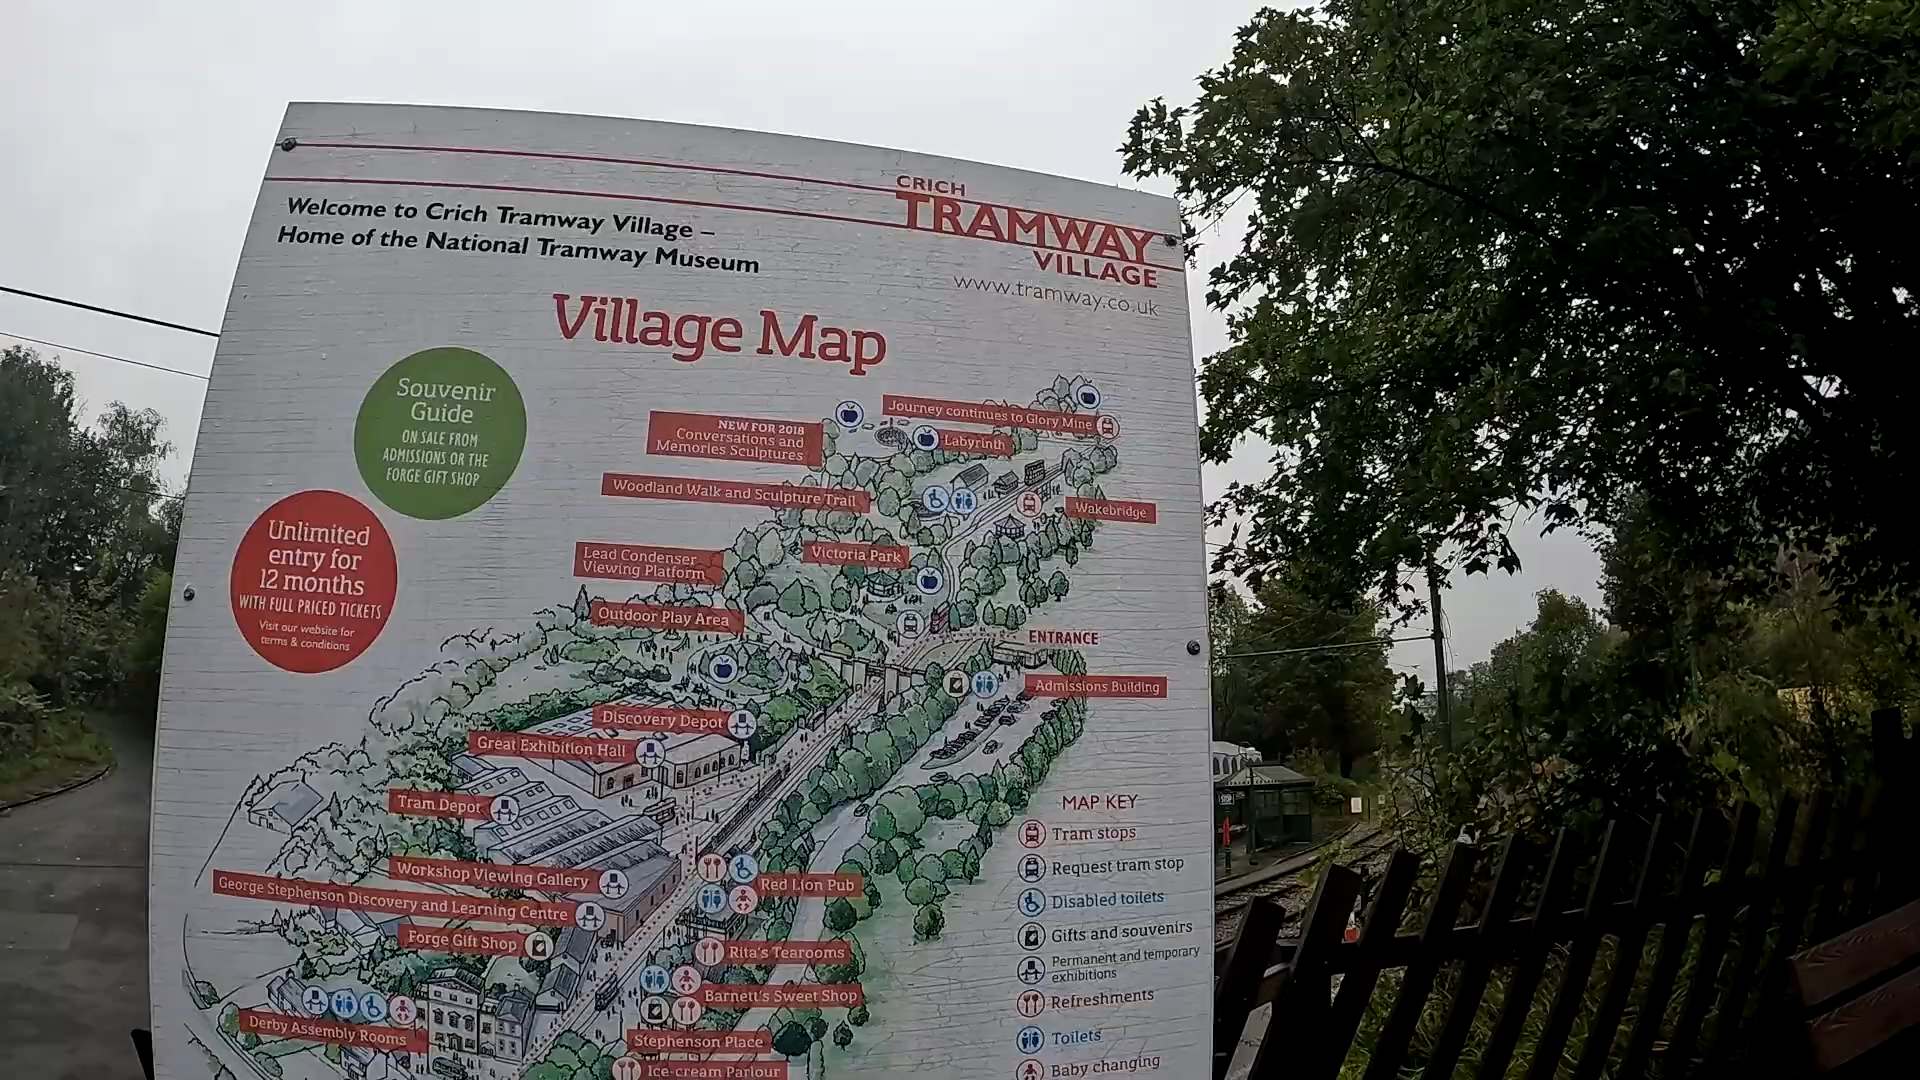 CRICH
TRAMWAY
VILLAGE
www.tramway.co.uk
Welcome to Crich Tramway Village –
Home of the National Tramway Museum
Village Map
Souvenir
Guide
ON SALE FROM
ADMISSIONS OR THE
FORGE GIFT SHOP
Unlimited
entry for
12 months
WITH FULL PRICED TICKETS
Visit our website for
terms & conditions
Journey continues to Glory Mine
NEW FOR 2018
Conversations and
Memories Sculptures
Labyrinth
Woodland Walk and Sculpture Trail
Wakebridge
Lead Condenser
Viewing Platform
Victoria Park
Outdoor Play Area
ENTRANCE
Admissions Building
Discovery Depot
Great Exhibition Hall
Tram Depot
Workshop Viewing Gallery
George Stephenson Discovery and Learning Centre
Red Lion Pub
Forge Gift Shop
Rita's Tearooms
Barnett's Sweet Shop
Derby Assembly Rooms
Stephenson Place
Ice-cream Parlour
MAP KEY
Tram stops
Request tram stop
Disabled toilets
Gifts and souvenirs
Permanent and temporary
exhibitions
Refreshments
Toilets
Baby changing
STOP